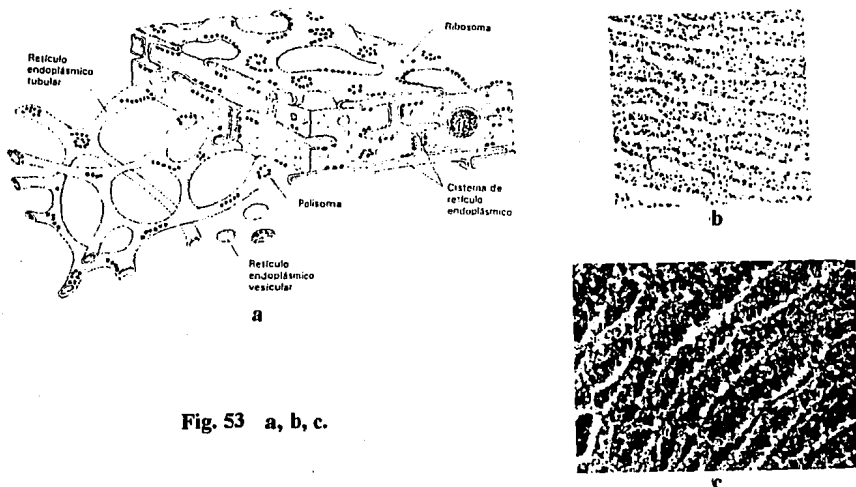 Retículo
endoplásmico
tubular
Ribosoma
Polisoma
Cisterna de
retículo
endoplásmico
Retículo
endoplásmico
vesicular
a
b
c
Fig. 53 a, b, c.